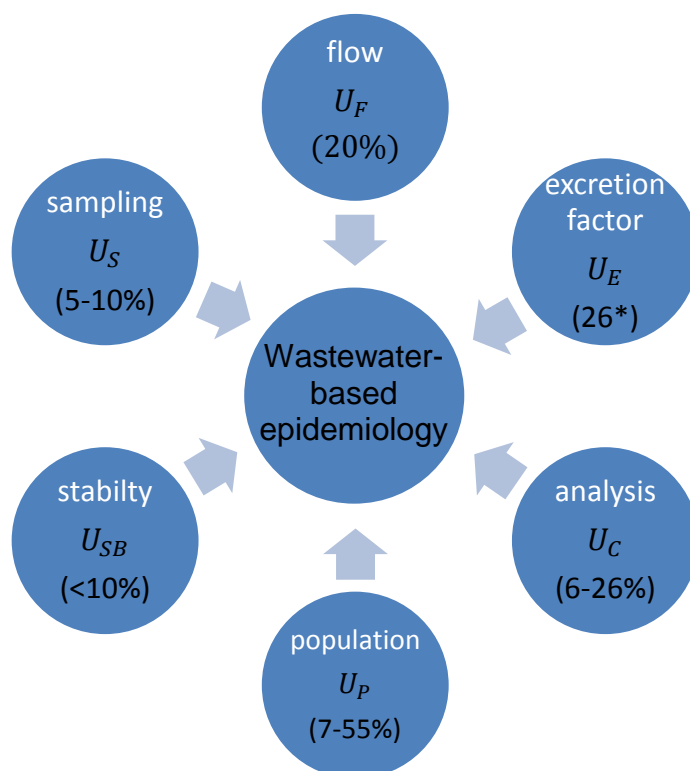 flow
U_F
(20%)
excretion
factor
U_E
(26*)
sampling
U_S
(5-10%)
Wastewater-
based
epidemiology
stabilty
U_SB
(<10%)
analysis
U_C
(6-26%)
population
U_P
(7-55%)